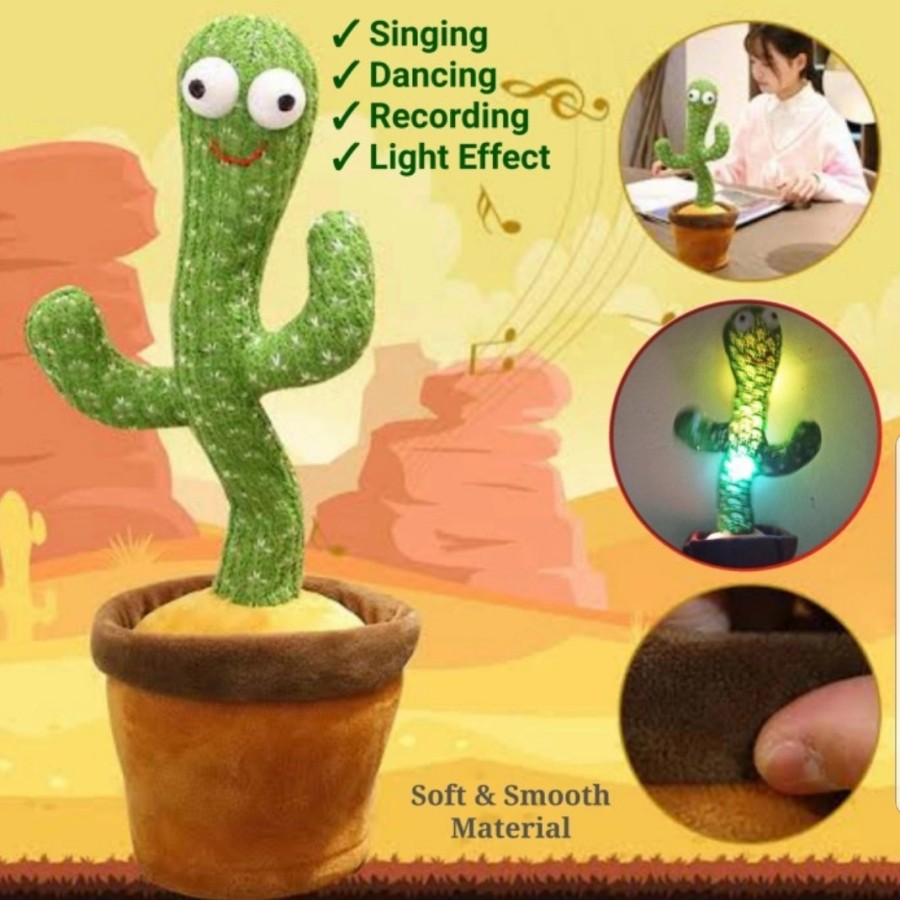 ✓ Singing
✓ Dancing
✓ Recording
✓ Light Effect
Soft & Smooth
Material